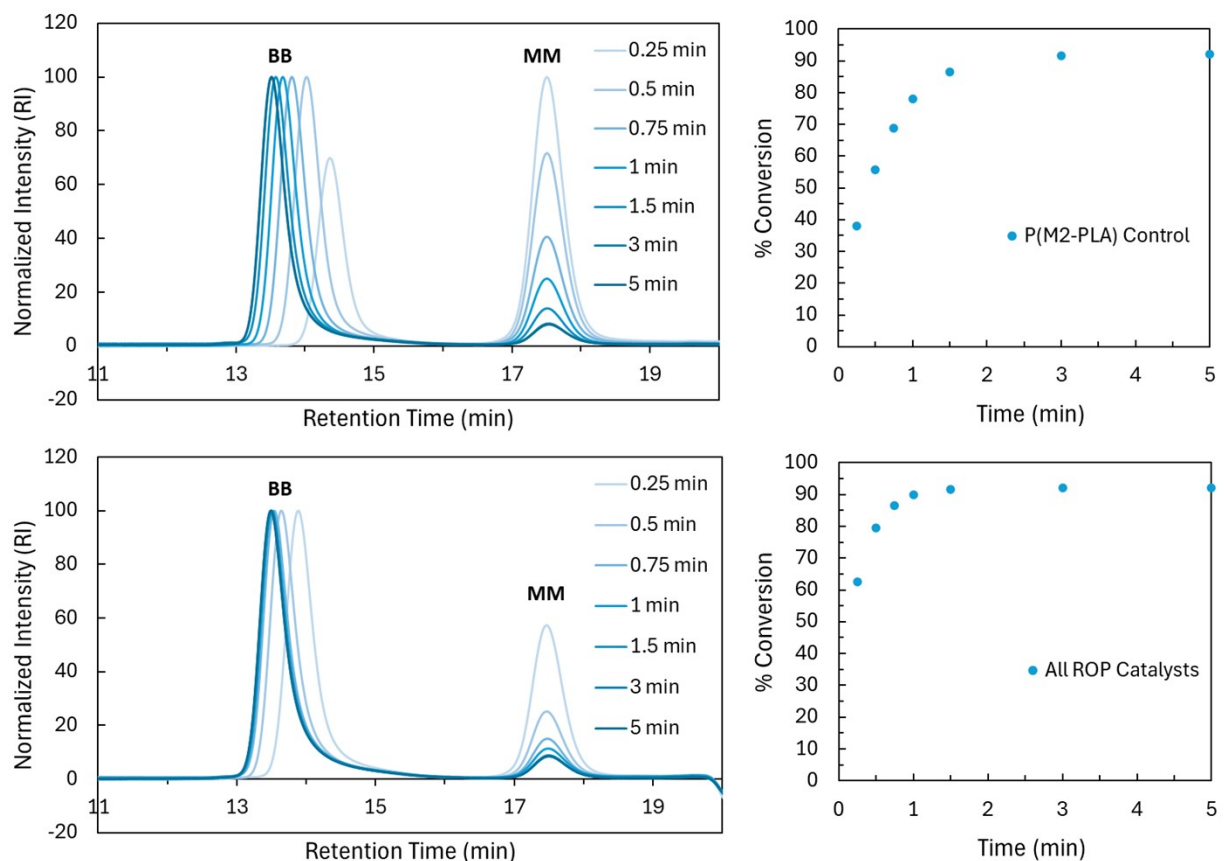 120
100
80
60
40
20
0
-20
Normalized Intensity (RI)
BB
MM
0.25 min
0.5 min
0.75 min
1 min
1.5 min
3 min
5 min
11
13
15
17
19
Retention Time (min)
100
90
80
70
60
50
40
30
20
10
0
% Conversion
P(M2-PLA) Control
0
1
2
3
4
5
Time (min)
120
100
80
60
40
20
0
-20
Normalized Intensity (RI)
BB
MM
0.25 min
0.5 min
0.75 min
1 min
1.5 min
3 min
5 min
11
13
15
17
19
Retention Time (min)
100
90
80
70
60
50
40
30
20
10
0
% Conversion
All ROP Catalysts
0
1
2
3
4
5
Time (min)